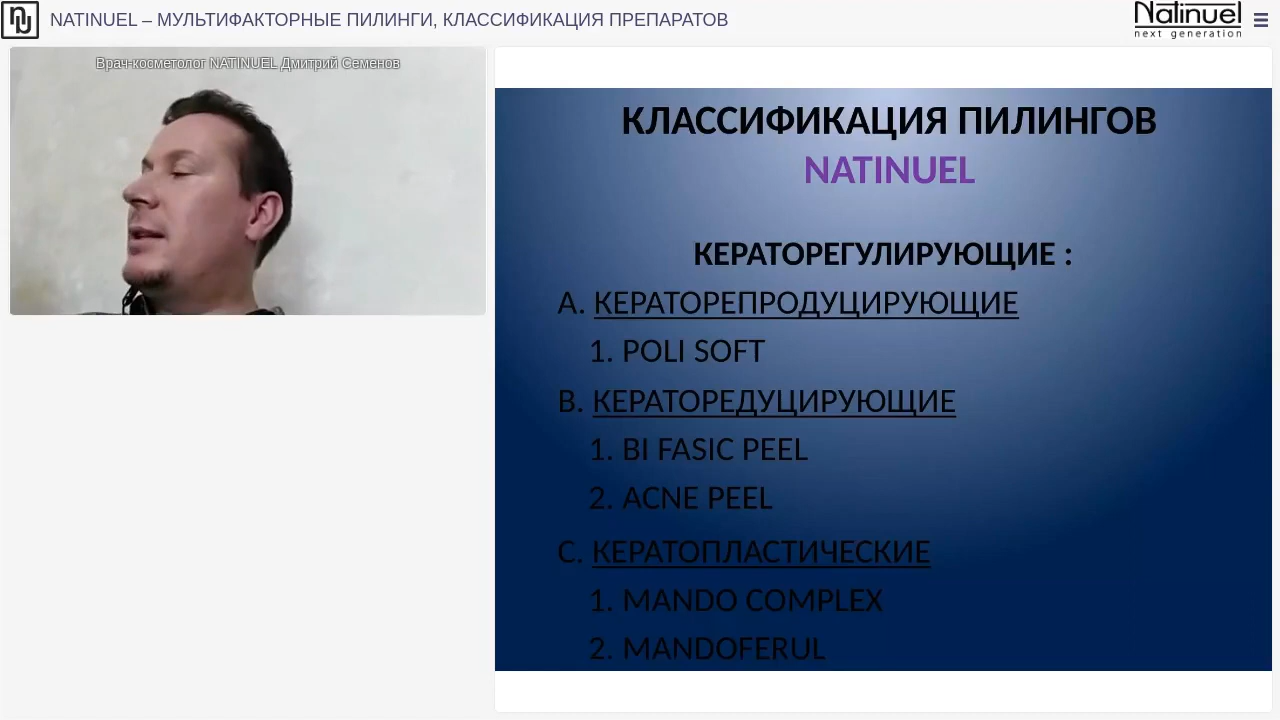 NATINUEL – МУЛЬТИФАКТОРНЫЕ ПИЛИНГИ, КЛАССИФИКАЦИЯ ПРЕПАРАТОВ
Natinuel
next generation
Врач-косметолог NATINUEL Дмитрий Семенов
КЛАССИФИКАЦИЯ ПИЛИНГОВ
NATINUEL
КЕРАТОРЕГУЛИРУЮЩИЕ :
A. КЕРАТОРЕПРОДУЦИРУЮЩИЕ
1. POLI SOFT
B. КЕРАТОРЕДУЦИРУЮЩИЕ
1. BI FASIC PEEL
2. ACNE PEEL
C. КЕРАТОПЛАСТИЧЕСКИЕ
1. MANDO COMPLEX
2. MANDOFERUL